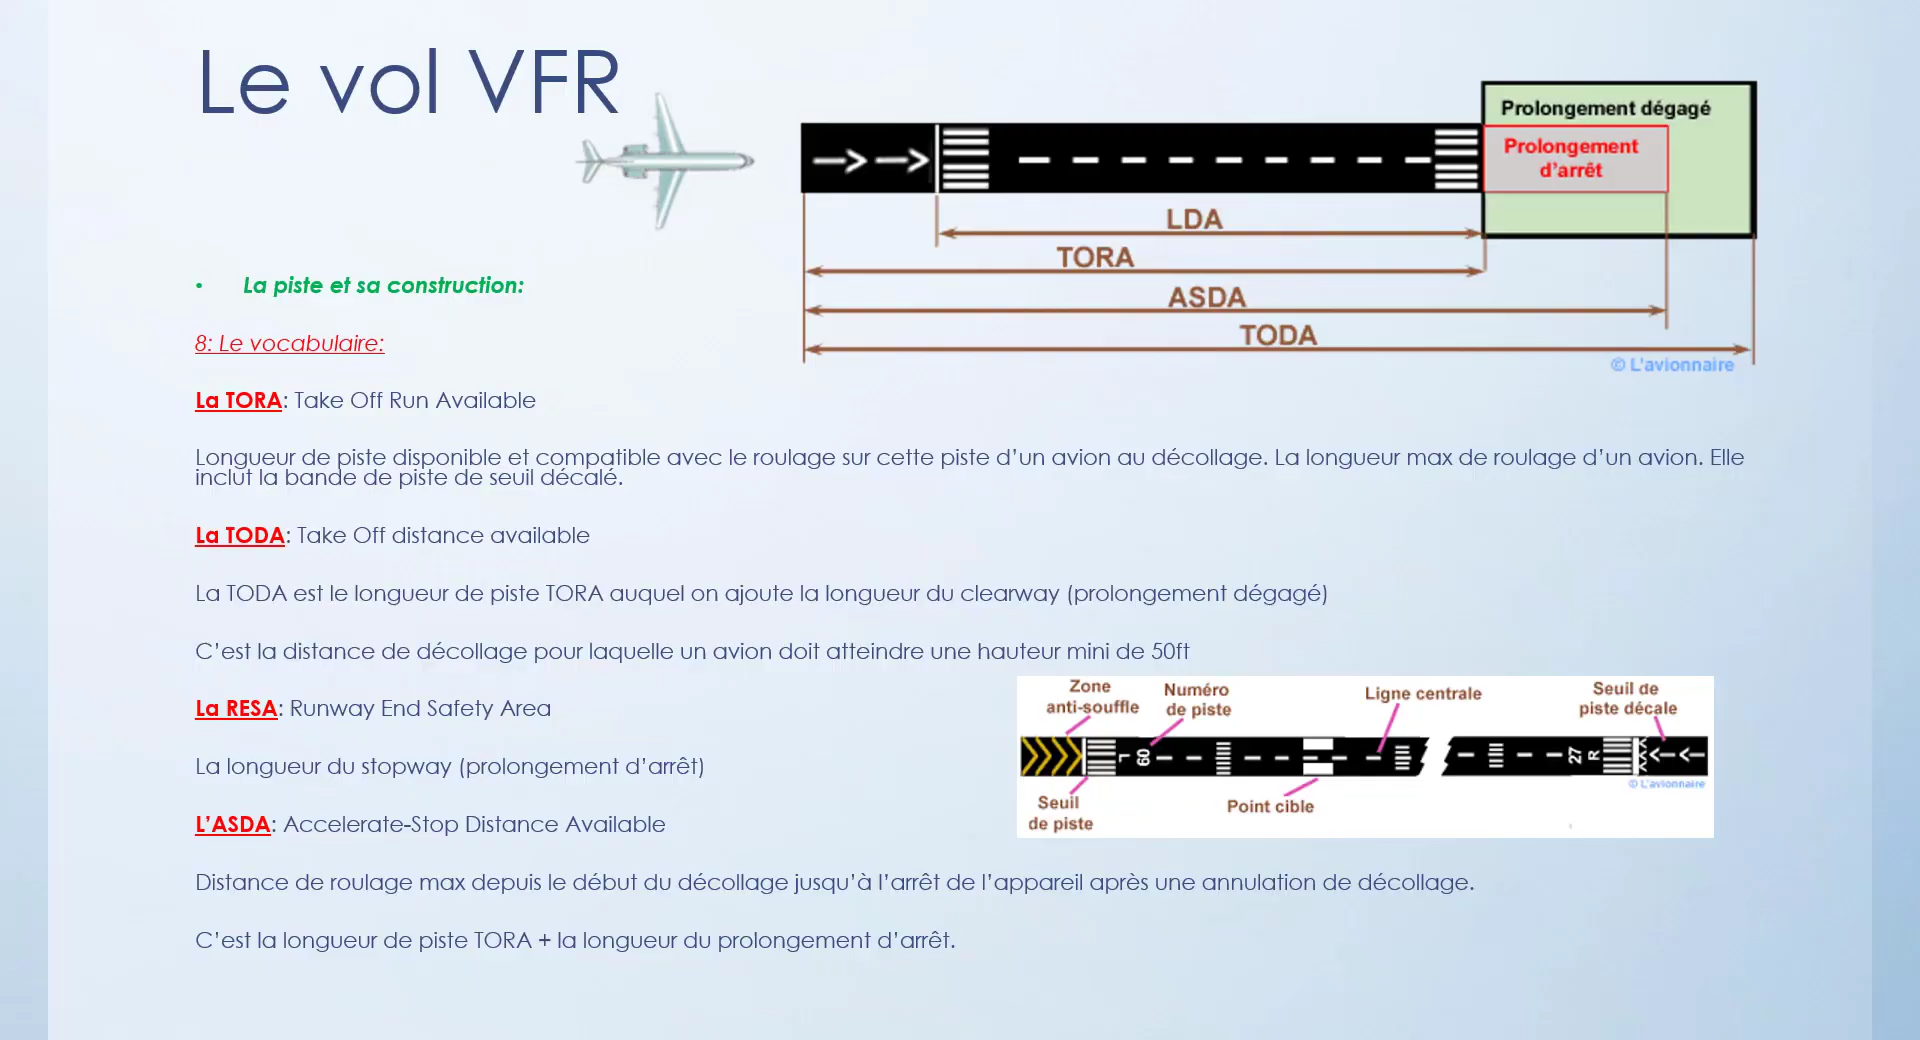 Le vol VFR
Prolongement dégagé
Prolongement
d'arrêt
LDA
TORA
ASDA
TODA
© L'avionnaire
• La piste et sa construction:
8: Le vocabulaire:
La TORA: Take Off Run Available
Longueur de piste disponible et compatible avec le roulage sur cette piste d'un avion au décollage. La longueur max de roulage d'un avion. Elle
inclut la bande de piste de seuil décalé.
La TODA: Take Off distance available
La TODA est le longueur de piste TORA auquel on ajoute la longueur du clearway (prolongement dégagé)
C'est la distance de décollage pour laquelle un avion doit atteindre une hauteur mini de 50ft
La RESA: Runway End Safety Area
La longueur du stopway (prolongement d'arrêt)
L'ASDA: Accelerate-Stop Distance Available
Distance de roulage max depuis le début du décollage jusqu'à l'arrêt de l'appareil après une annulation de décollage.
C'est la longueur de piste TORA + la longueur du prolongement d'arrêt.
Zone
anti-souffle
Numéro
de piste
Ligne centrale
Seuil de
piste décale
L
09
27
R
© L'avionnaire
Seuil
de piste
Point cible